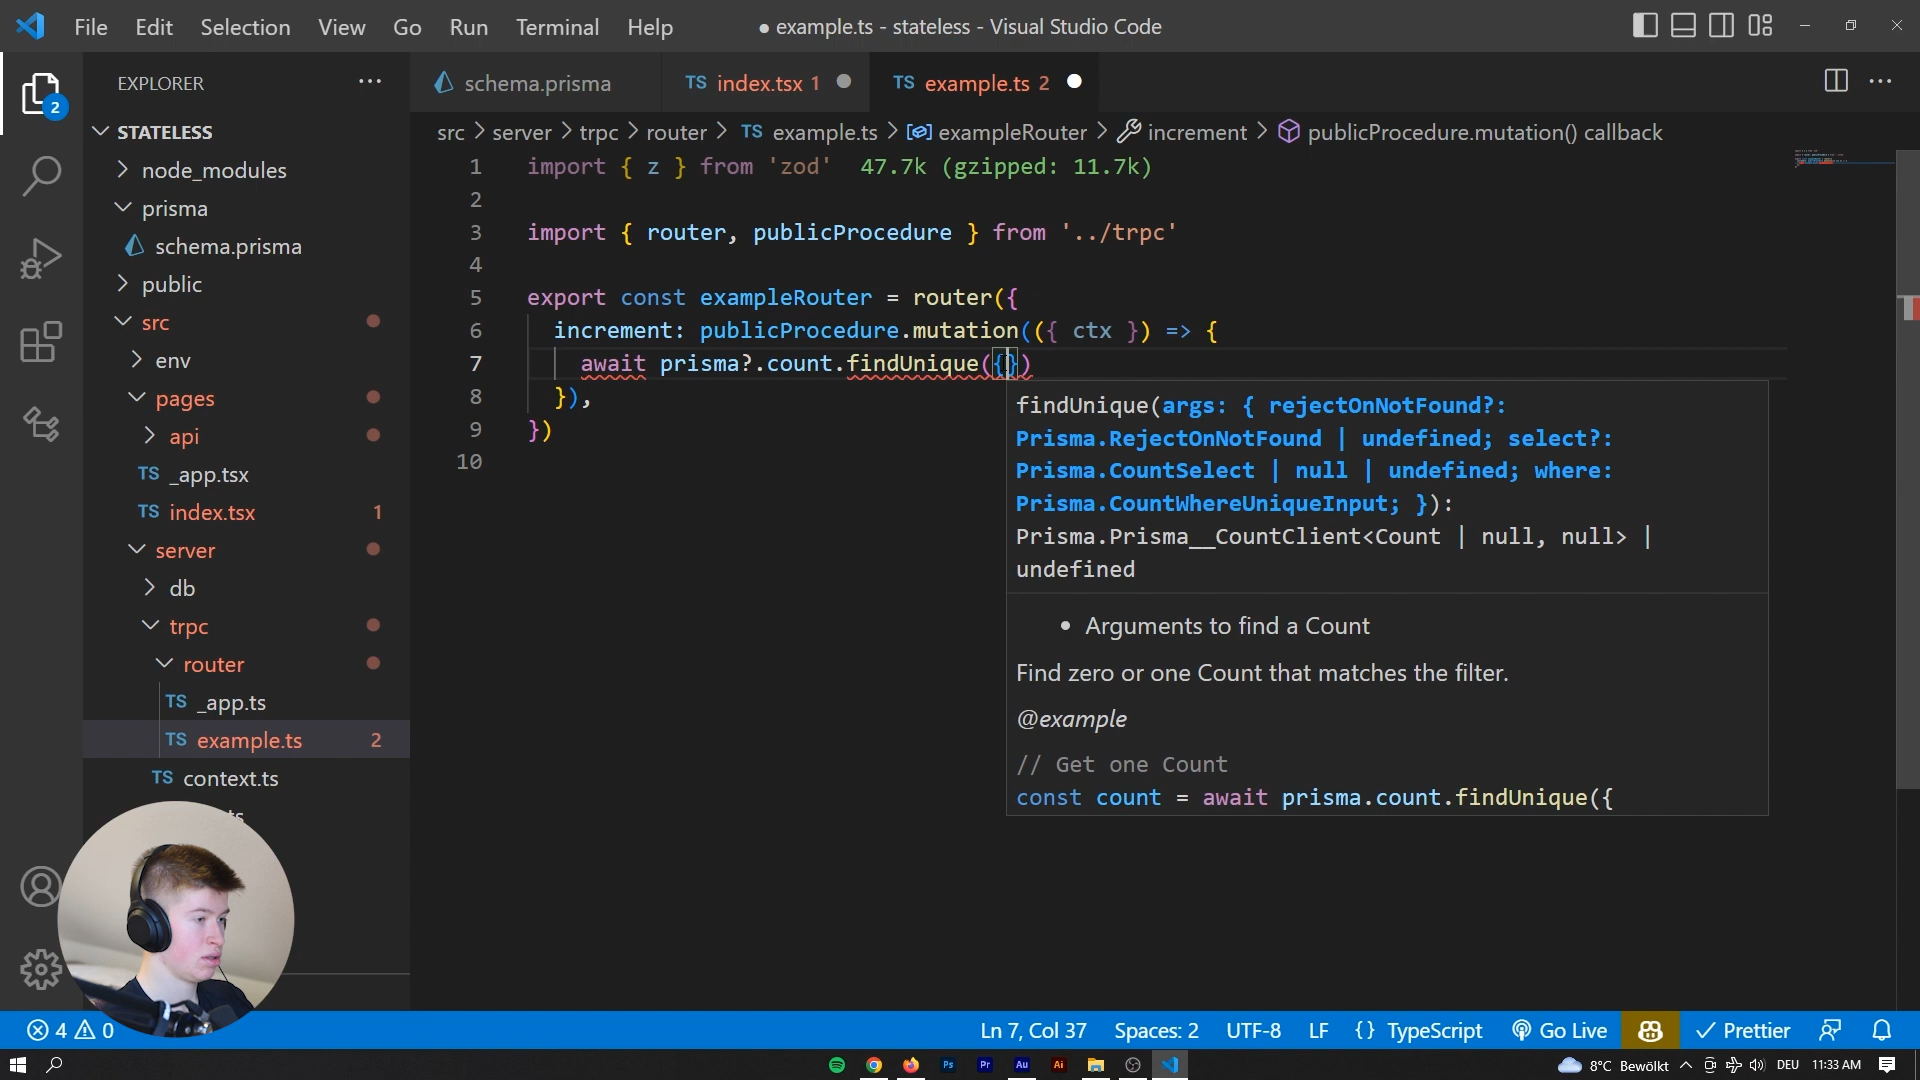 File Edit Selection View Go Run Terminal Help ● example.ts - stateless - Visual Studio Code
EXPLORER ···
schema.prisma TS index.tsx 1 TS example.ts 2 ···
2
STATELESS
node_modules
prisma
schema.prisma
public
src
env
pages
api
TS _app.tsx
TS index.tsx 1
server
db
trpc
router
TS _app.ts
TS example.ts 2
TS context.ts
ts
src > server > trpc > router > TS example.ts > exampleRouter > increment > publicProcedure.mutation() callback
1 import { z } from 'zod' 47.7k (gzipped: 11.7k)
2
3 import { router, publicProcedure } from '../trpc'
4
5 export const exampleRouter = router({
6 increment: publicProcedure.mutation(({ ctx }) => {
7 await prisma?.count.findUnique({})
8 }),
9 })
10
findUnique(args: { rejectOnNotFound?:
Prisma.RejectOnNotFound | undefined; select?:
Prisma.CountSelect | null | undefined; where:
Prisma.CountWhereUniqueInput; }):
Prisma.Prisma__CountClient<Count | null, null> |
undefined
• Arguments to find a Count
Find zero or one Count that matches the filter.
@example
// Get one Count
const count = await prisma.count.findUnique({
4 0 Ln 7, Col 37 Spaces: 2 UTF-8 LF {} TypeScript Go Live Prettier
Ps Pr Au Ai 8°C Bewölkt DEU 11:33 AM